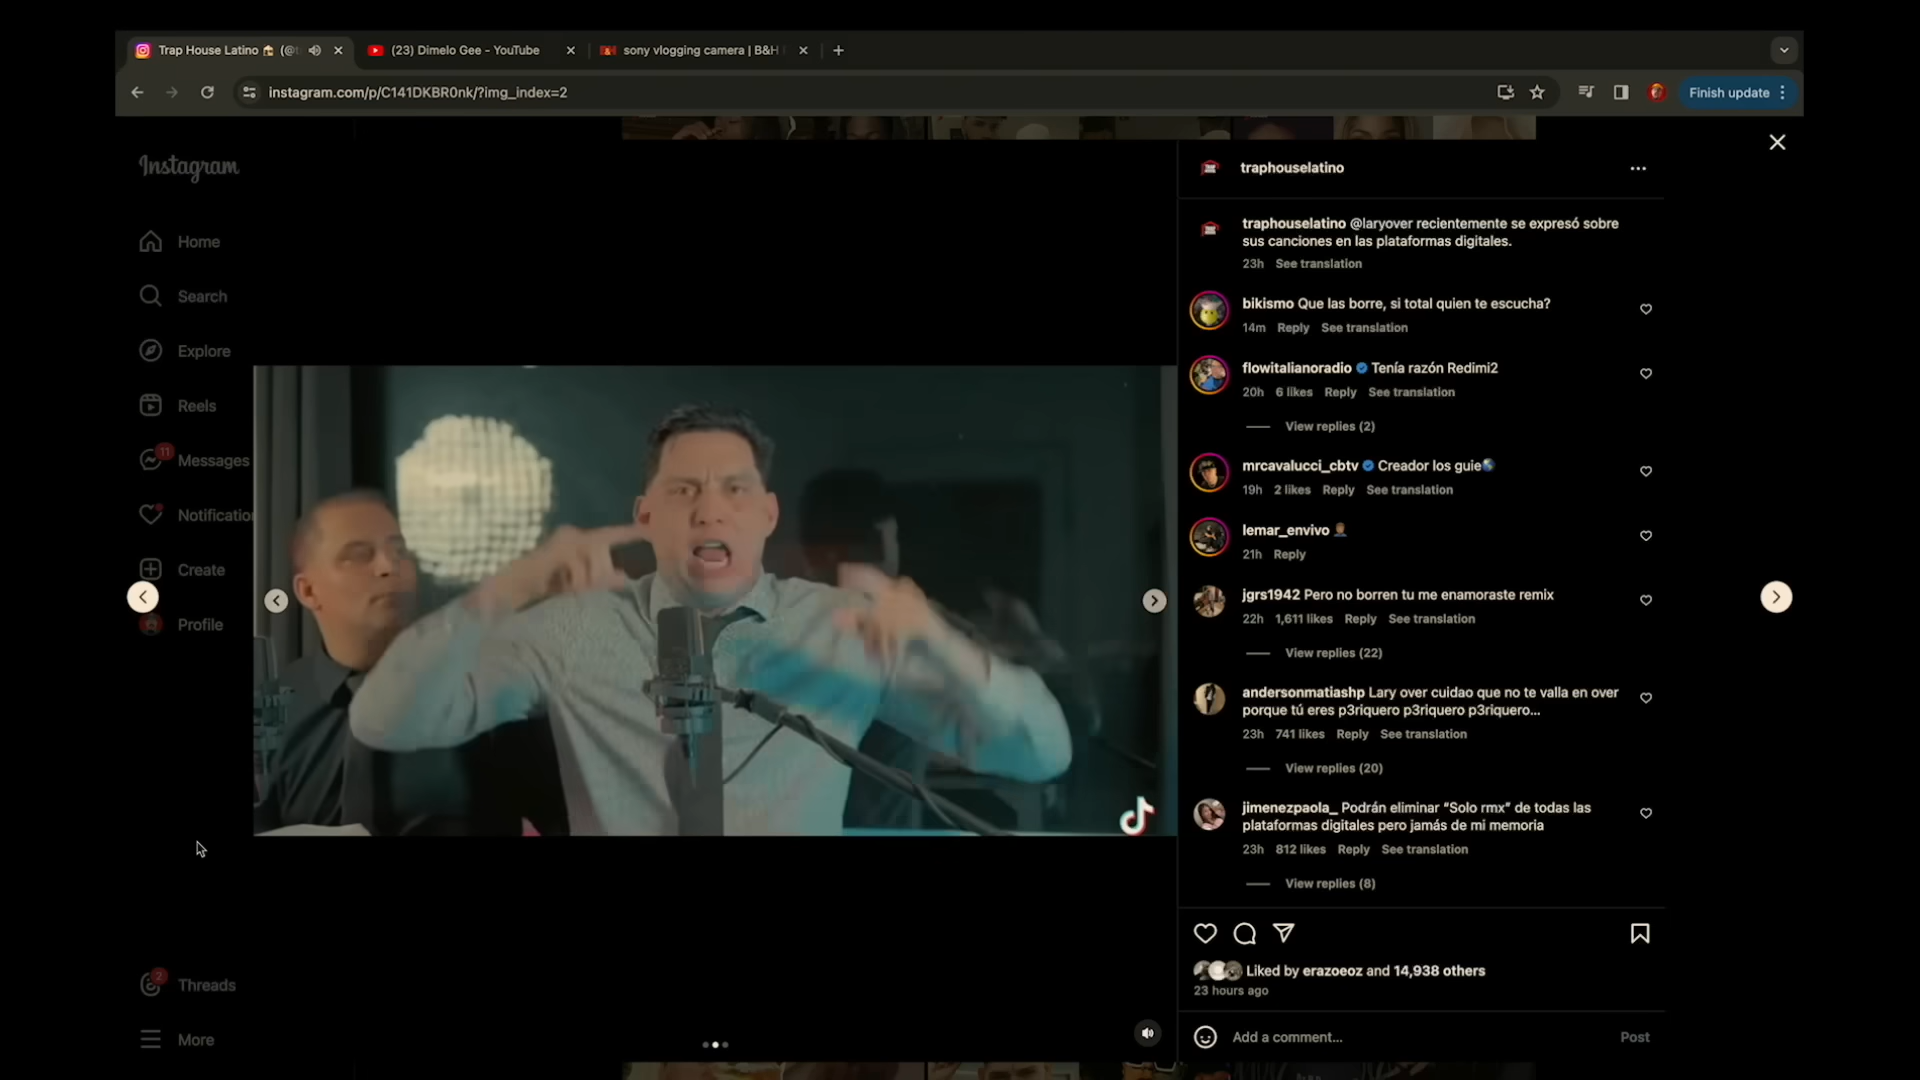 Trap House Latino
(23) Dimelo Gee - YouTube
sony vlogging camera | B&H
instagram.com/p/C141DKBR0nk/?img_index=2
Finish update
Instagram
Home
Search
Explore
Reels
11
Messages
Notification
Create
Profile
2
Threads
More
traphouselatino
traphouselatino @laryover recientemente se expresó sobre
sus canciones en las plataformas digitales.
23h See translation
bikismo Que las borre, si total quien te escucha?
14m Reply See translation
flowitalianoradio Tenía razón Redimi2
20h 6 likes Reply See translation
View replies (2)
mrcavalucci_cbtv Creador los guie
19h 2 likes Reply See translation
lemar_envivo
21h Reply
jgrs1942 Pero no borren tu me enamoraste remix
22h 1,611 likes Reply See translation
View replies (22)
andersonmatiashp Lary over cuidao que no te valla en over
porque tú eres p3riquero p3riquero p3riquero...
23h 741 likes Reply See translation
View replies (20)
jimenezpaola_ Podrán eliminar “Solo rmx” de todas las
plataformas digitales pero jamás de mi memoria
23h 812 likes Reply See translation
View replies (8)
Liked by erazoeoz and 14,938 others
23 hours ago
Add a comment...
Post